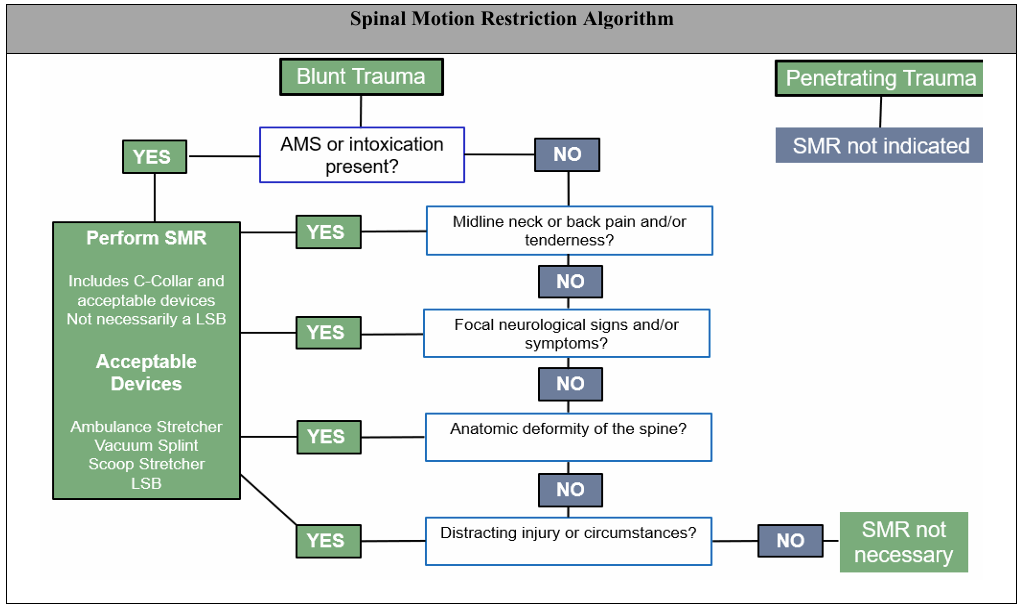 Spinal Motion Restriction Algorithm
Blunt Trauma
Penetrating Trauma
YES
AMS or intoxication
present?
NO
SMR not indicated
Perform SMR
Includes C-Collar and
acceptable devices
Not necessarily a LSB
Acceptable
Devices
Ambulance Stretcher
Vacuum Splint
Scoop Stretcher
LSB
YES
Midline neck or back pain and/or
tenderness?
NO
YES
Focal neurological signs and/or
symptoms?
NO
YES
Anatomic deformity of the spine?
NO
YES
Distracting injury or circumstances?
NO
SMR not
necessary